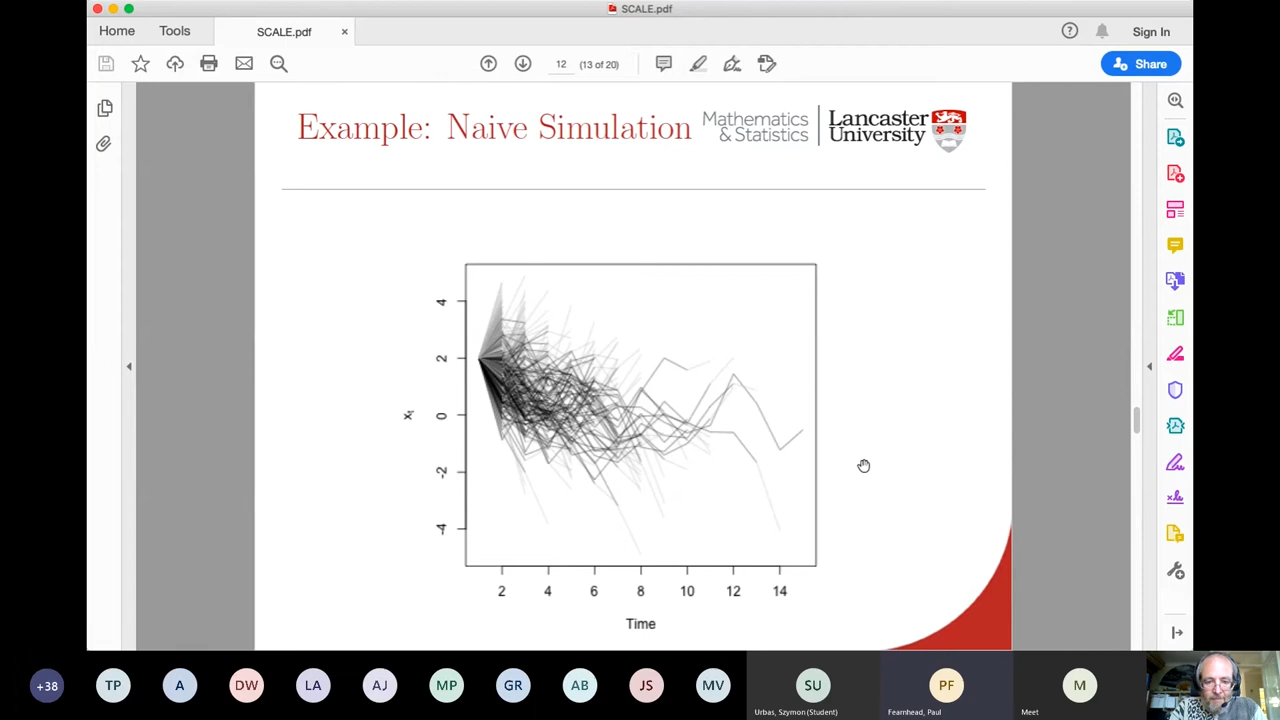 SCALE.pdf
Home Tools SCALE.pdf × ? Sign In
12 (13 of 20) Share
Example: Naive Simulation
Mathematics & Statistics
Lancaster University
4
2
0
-2
-4
xt
2 4 6 8 10 12 14
Time
+38 TP A DW LA AJ MP GR AB JS MV SU PF M
Urbas, Szymon (Student) Fearnhead, Paul Meet